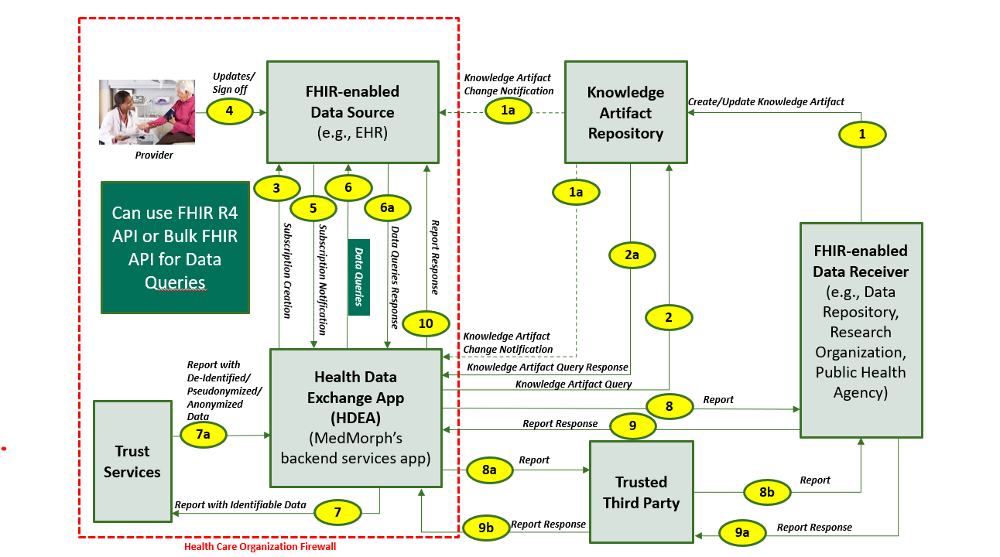 Updates/
Sign off
4
Provider
FHIR-enabled
Data Source
(e.g., EHR)
Knowledge Artifact
Change Notification
1a
Knowledge
Artifact
Repository
Create/Update Knowledge Artifact
1
Can use FHIR R4
API or Bulk FHIR
API for Data
Queries
3
Subscription Creation
5
Subscription Notification
6
Data Queries
6a
Data Queries Response
Report Response
10
1a
2a
2
Knowledge Artifact
Change Notification
Knowledge Artifact Query Response
Knowledge Artifact Query
FHIR-enabled
Data Receiver
(e.g., Data
Repository,
Research
Organization,
Public Health
Agency)
Report with
De-Identified/
Pseudonymized/
Anonymized
Data
7a
Trust
Services
Health Data
Exchange App
(HDEA)
(MedMorph’s
backend services app)
8
Report
Report Response
9
8a
Report
Trusted
Third Party
8b
Report
Report with Identifiable Data
7
9b
Report Response
9a
Report Response
Health Care Organization Firewall